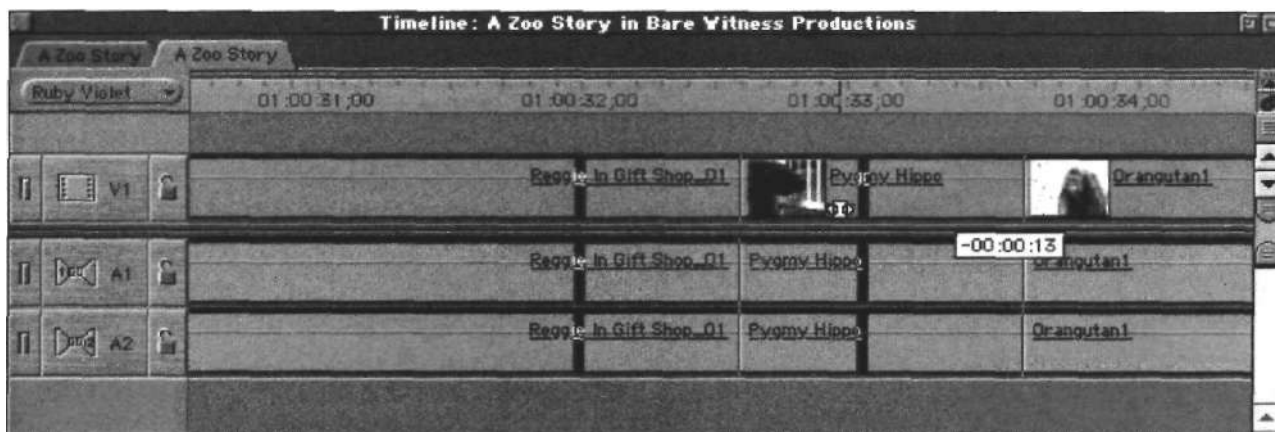 Timeline: A Zoo Story in Bare Witness Productions
A Zoo Story A Zoo Story
Ruby Violet 01:00:31;00 01:00:32;00 01:00:33;00 01:00:34;00
V1 Reggie In Gift Shop_01 Pygmy Hippo Orangutan1
-00:00:13
A1 Reggie In Gift Shop_01 Pygmy Hippo Orangutan1
A2 Reggie In Gift Shop_01 Pygmy Hippo Orangutan1